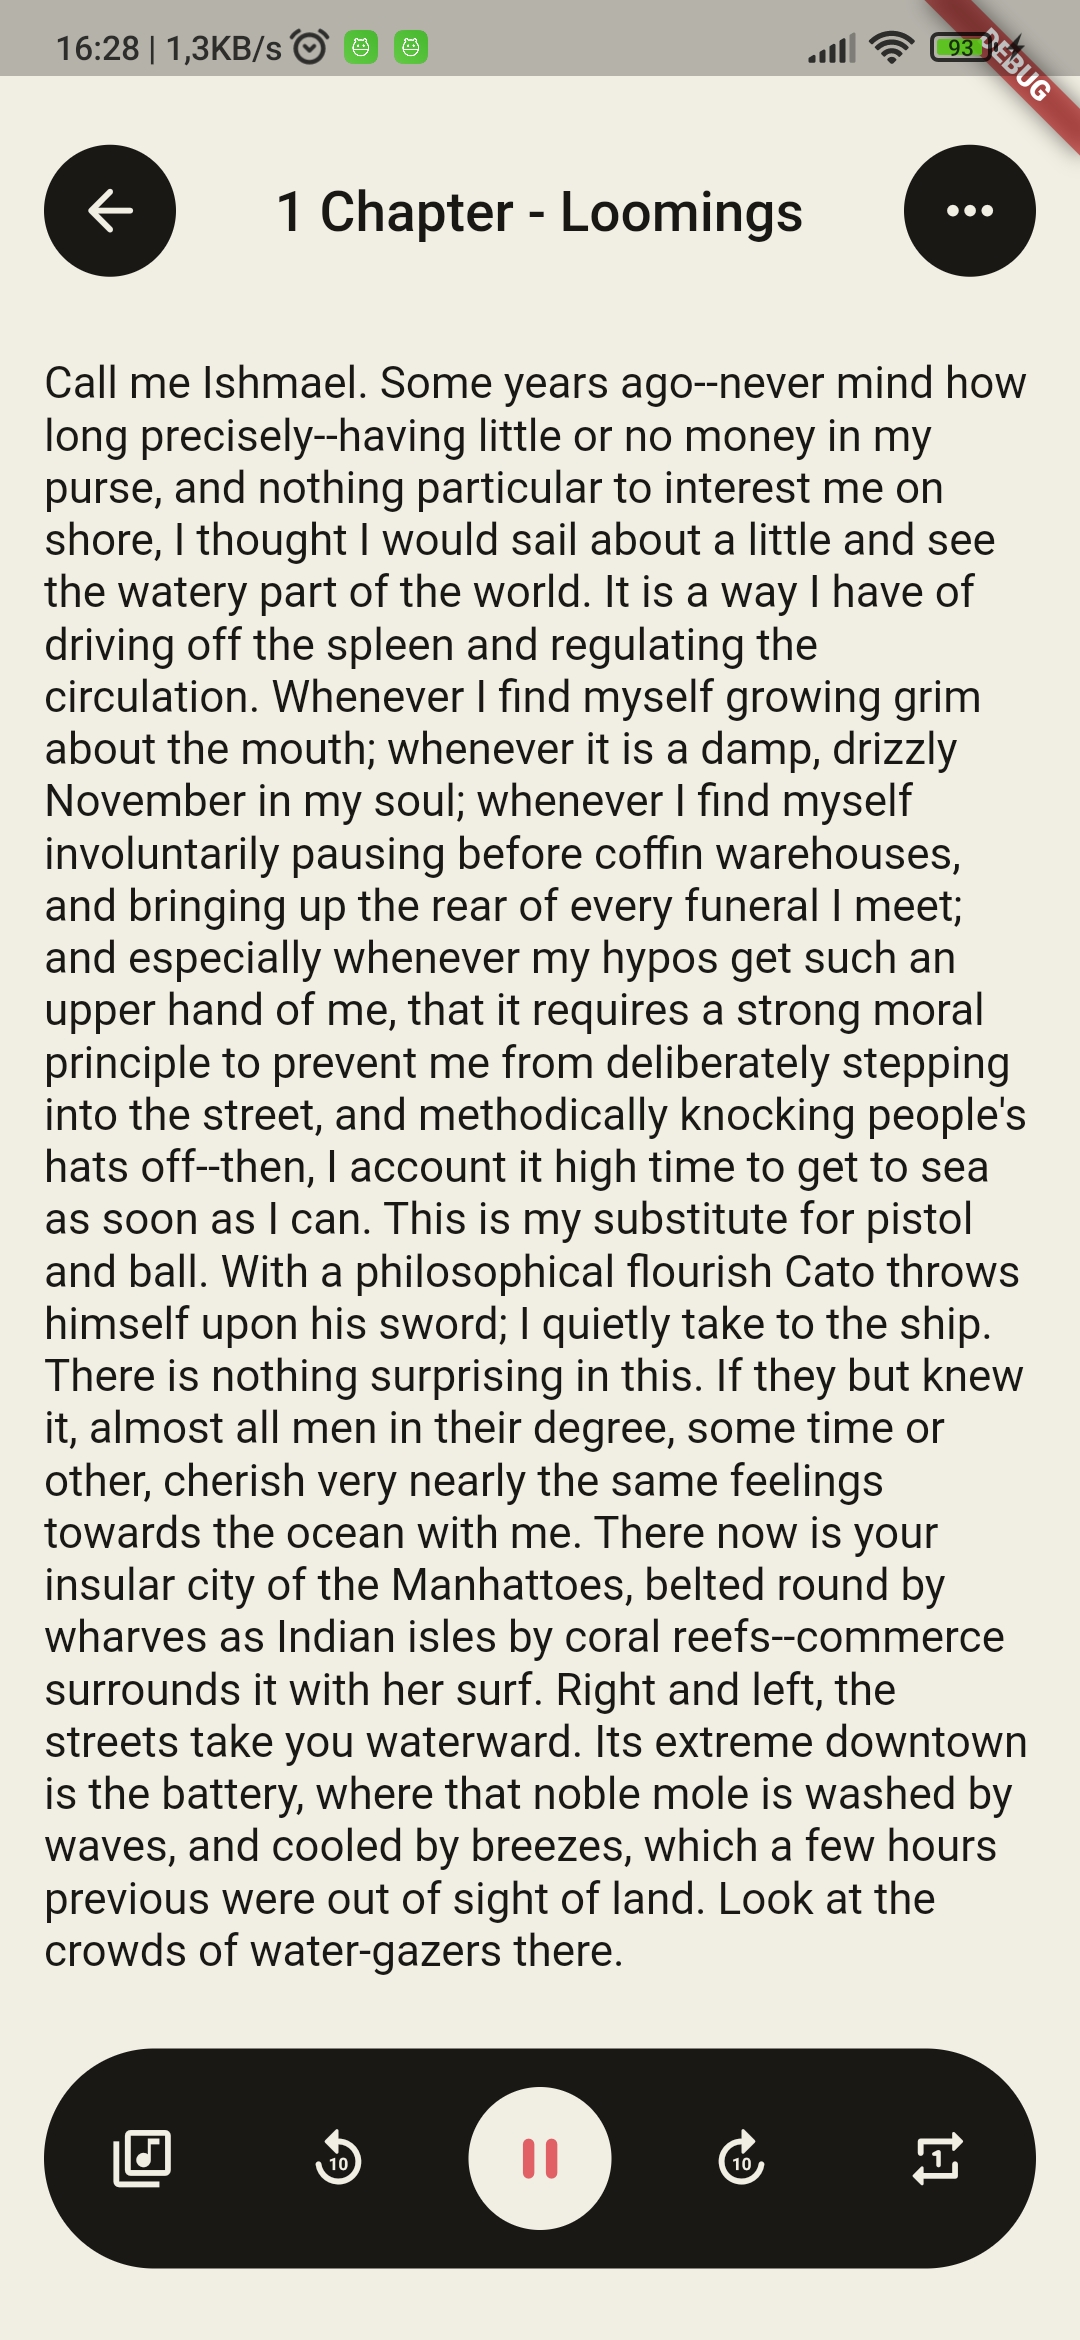 16:28 | 1,3KB/s
93
DEBUG
1 Chapter - Loomings
Call me Ishmael. Some years ago--never mind how
long precisely--having little or no money in my
purse, and nothing particular to interest me on
shore, I thought I would sail about a little and see
the watery part of the world. It is a way I have of
driving off the spleen and regulating the
circulation. Whenever I find myself growing grim
about the mouth; whenever it is a damp, drizzly
November in my soul; whenever I find myself
involuntarily pausing before coffin warehouses,
and bringing up the rear of every funeral I meet;
and especially whenever my hypos get such an
upper hand of me, that it requires a strong moral
principle to prevent me from deliberately stepping
into the street, and methodically knocking people's
hats off--then, I account it high time to get to sea
as soon as I can. This is my substitute for pistol
and ball. With a philosophical flourish Cato throws
himself upon his sword; I quietly take to the ship.
There is nothing surprising in this. If they but knew
it, almost all men in their degree, some time or
other, cherish very nearly the same feelings
towards the ocean with me. There now is your
insular city of the Manhattoes, belted round by
wharves as Indian isles by coral reefs--commerce
surrounds it with her surf. Right and left, the
streets take you waterward. Its extreme downtown
is the battery, where that noble mole is washed by
waves, and cooled by breezes, which a few hours
previous were out of sight of land. Look at the
crowds of water-gazers there.
10
10
1